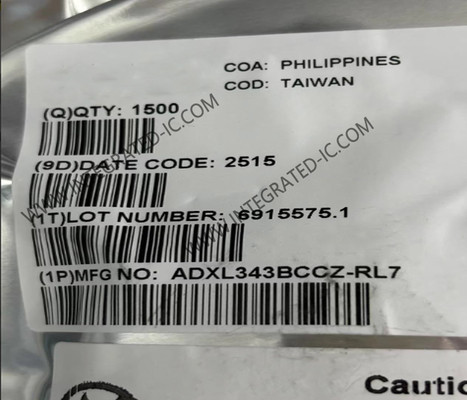 COA: PHILIPPINES
COD: TAIWAN
(Q)QTY: 1500
(9D)DATE CODE: 2515
(1T)LOT NUMBER: 6915575.1
(1P)MFG NO: ADXL343BCCZ-RL7
WWW.INTEGRATED-IC.COM
WWW.INTEGRATED-IC.COM